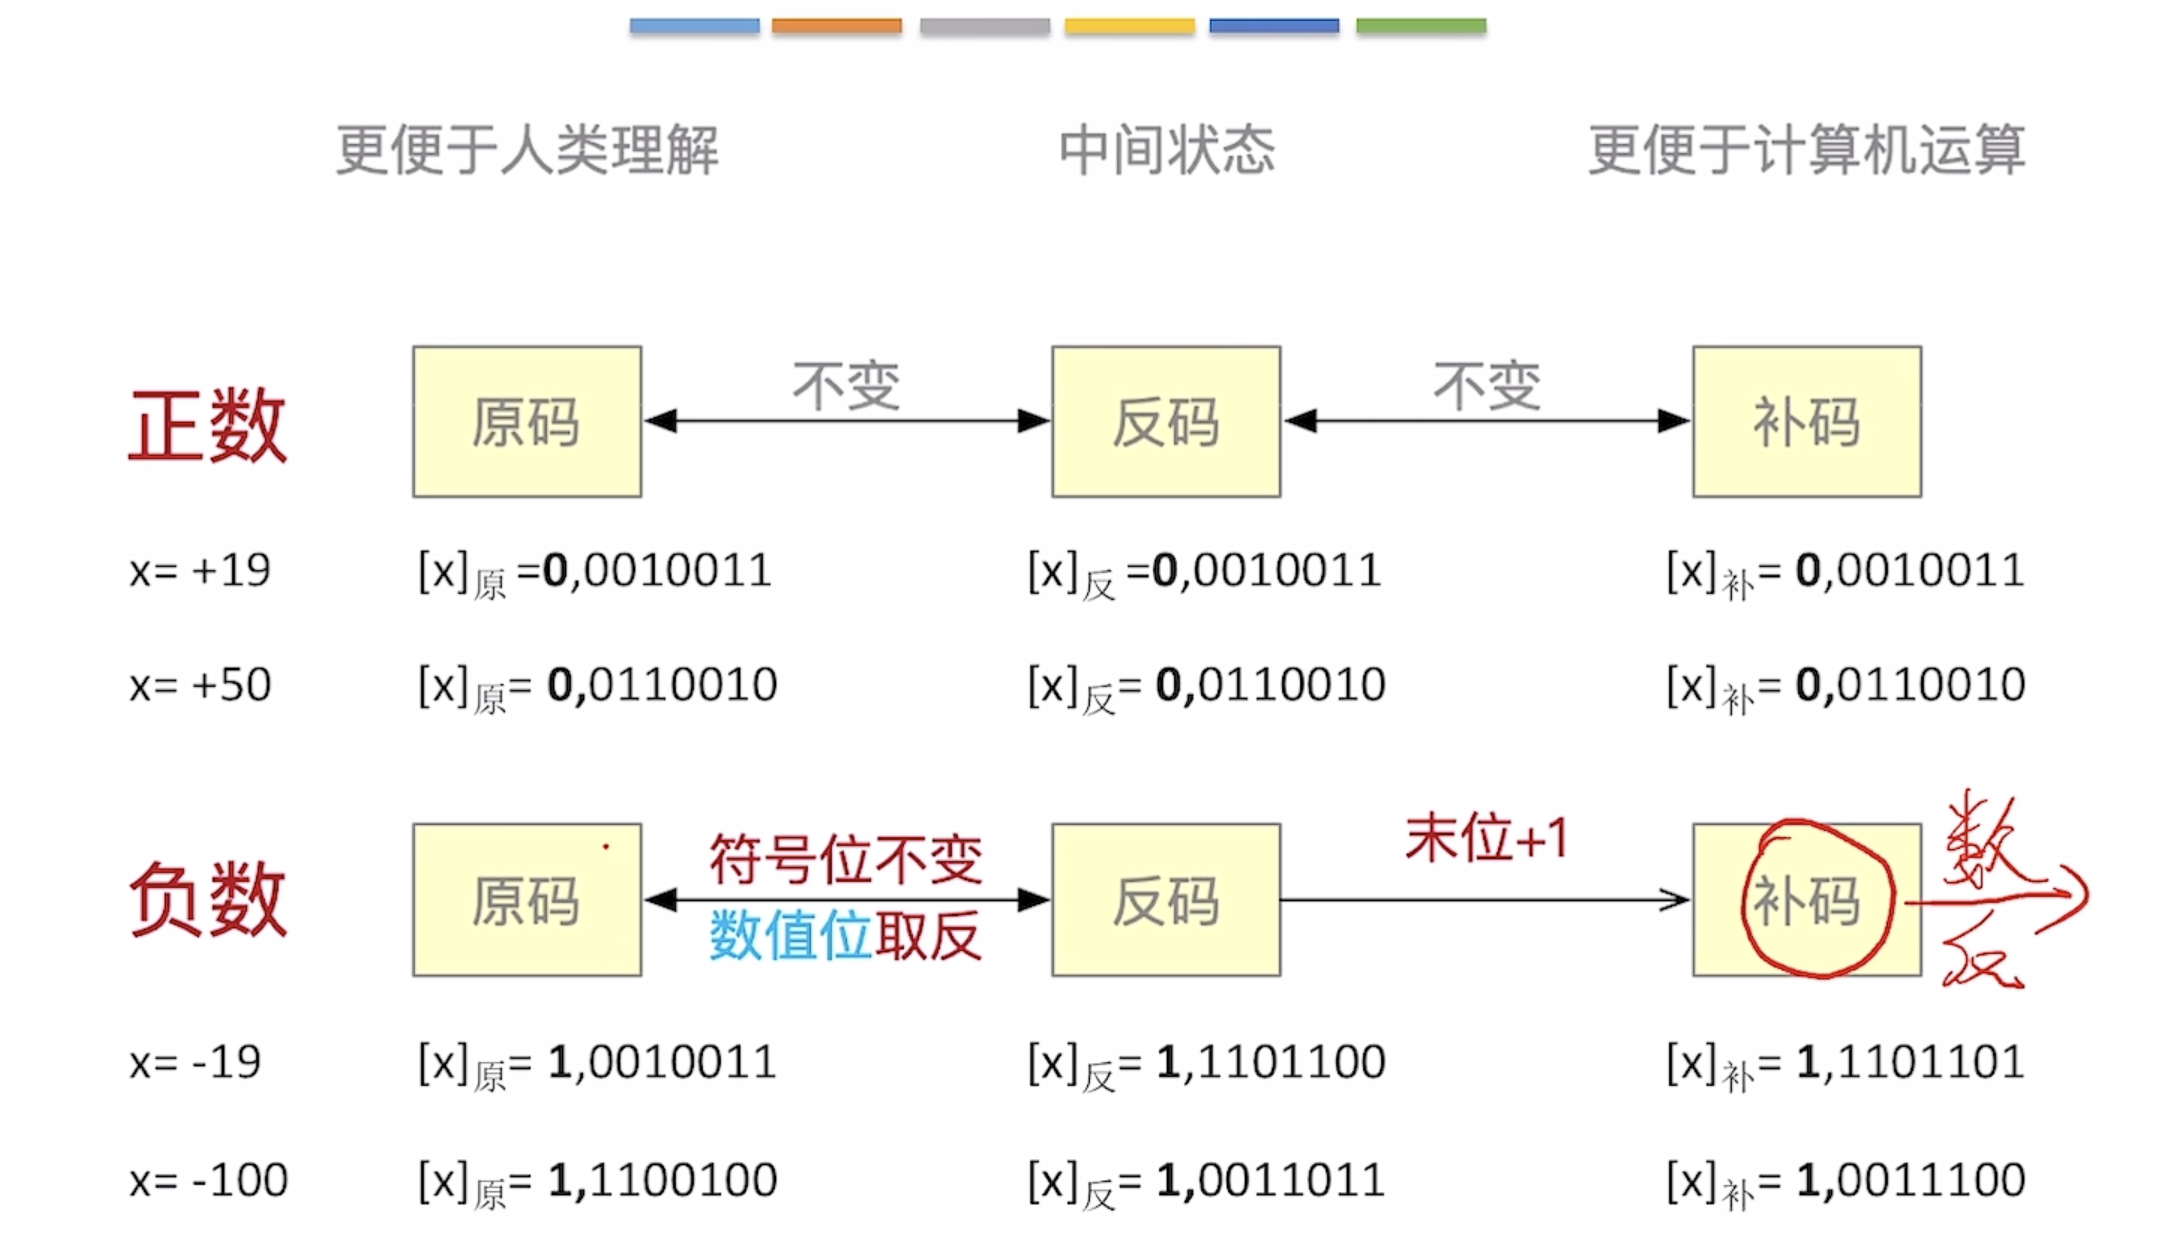 更便于人类理解 中间状态 更便于计算机运算
不变 不变
正数 原码 反码 补码
x= +19 [x]原 =0,0010011 [x]反 =0,0010011 [x]补= 0,0010011
x= +50 [x]原= 0,0110010 [x]反= 0,0110010 [x]补= 0,0110010
符号位不变 末位+1 数
负数 原码 反码 补码
数值位取反 反
x= -19 [x]原= 1,0010011 [x]反= 1,1101100 [x]补= 1,1101101
x= -100 [x]原= 1,1100100 [x]反= 1,0011011 [x]补= 1,0011100